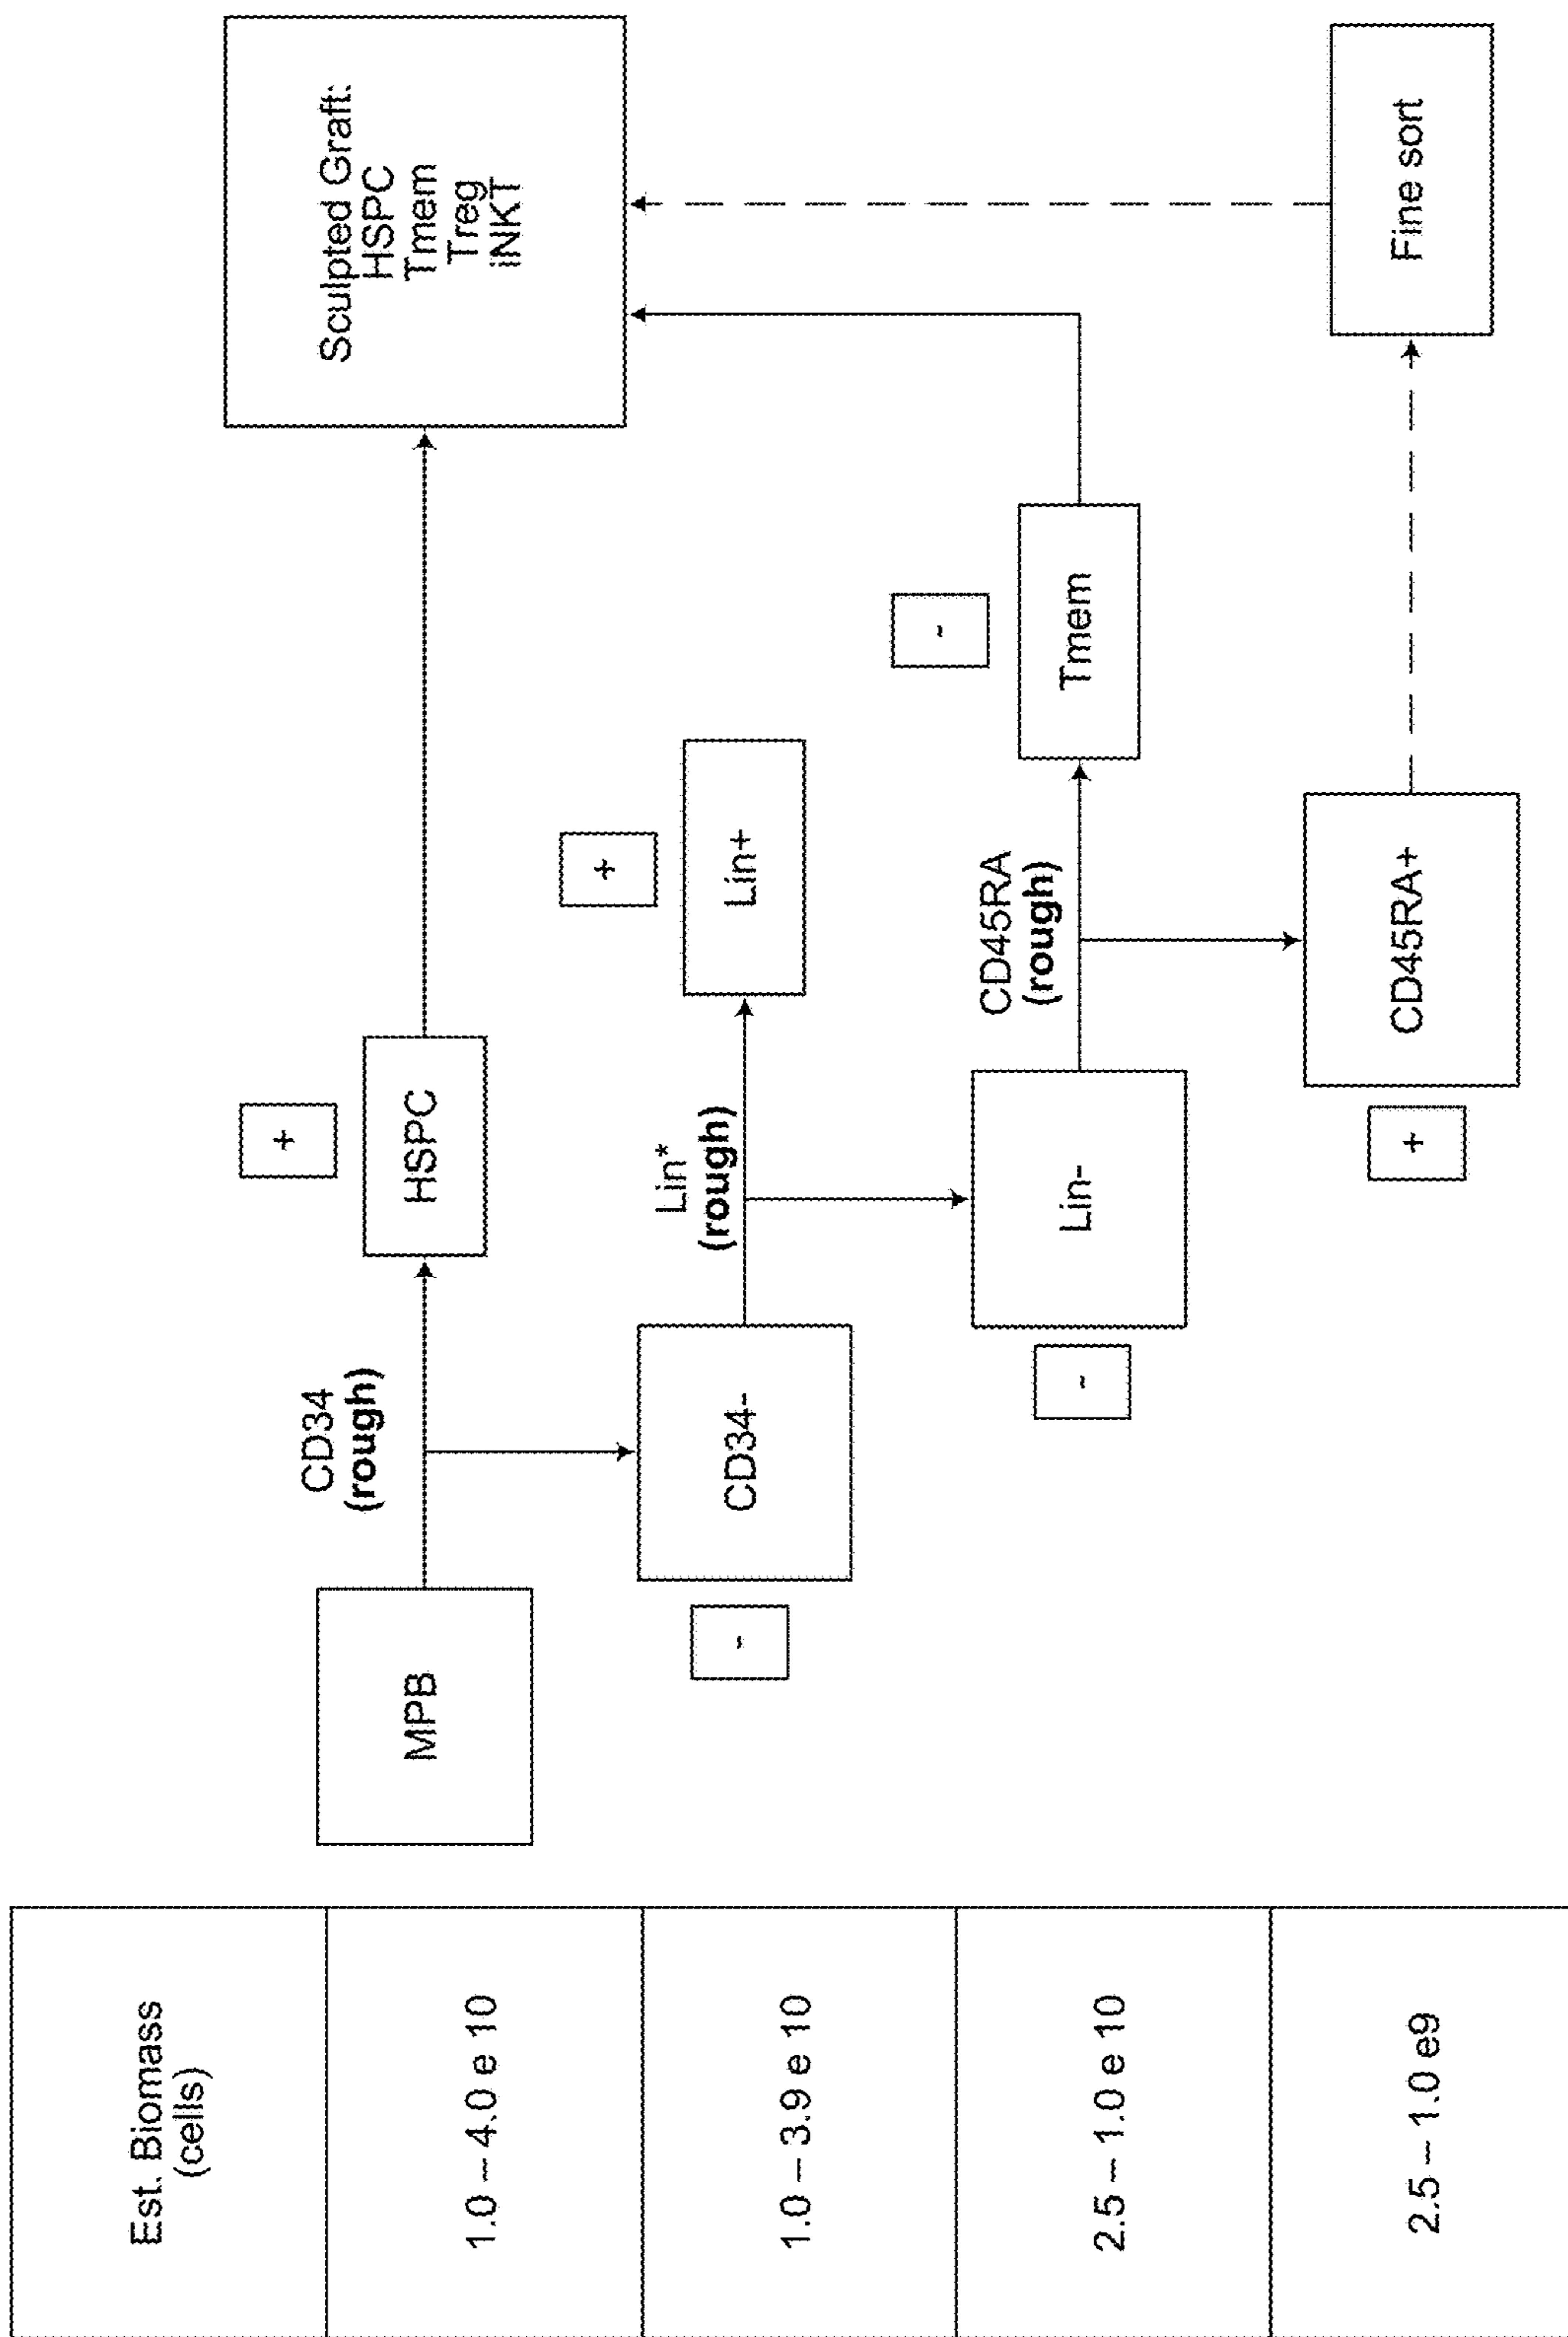 Est. Biomass
(cells)
1.0 – 4.0 e 10
1.0 – 3.9 e 10
2.5 – 1.0 e 10
2.5 – 1.0 e9
MPB
CD34
(rough)
+
HSPC
Sculpted Graft:
HSPC
Tmem
Treg
iNKT
-
CD34-
Lin*
(rough)
+
Lin+
-
Lin-
CD45RA
(rough)
-
Tmem
+
CD45RA+
Fine sort